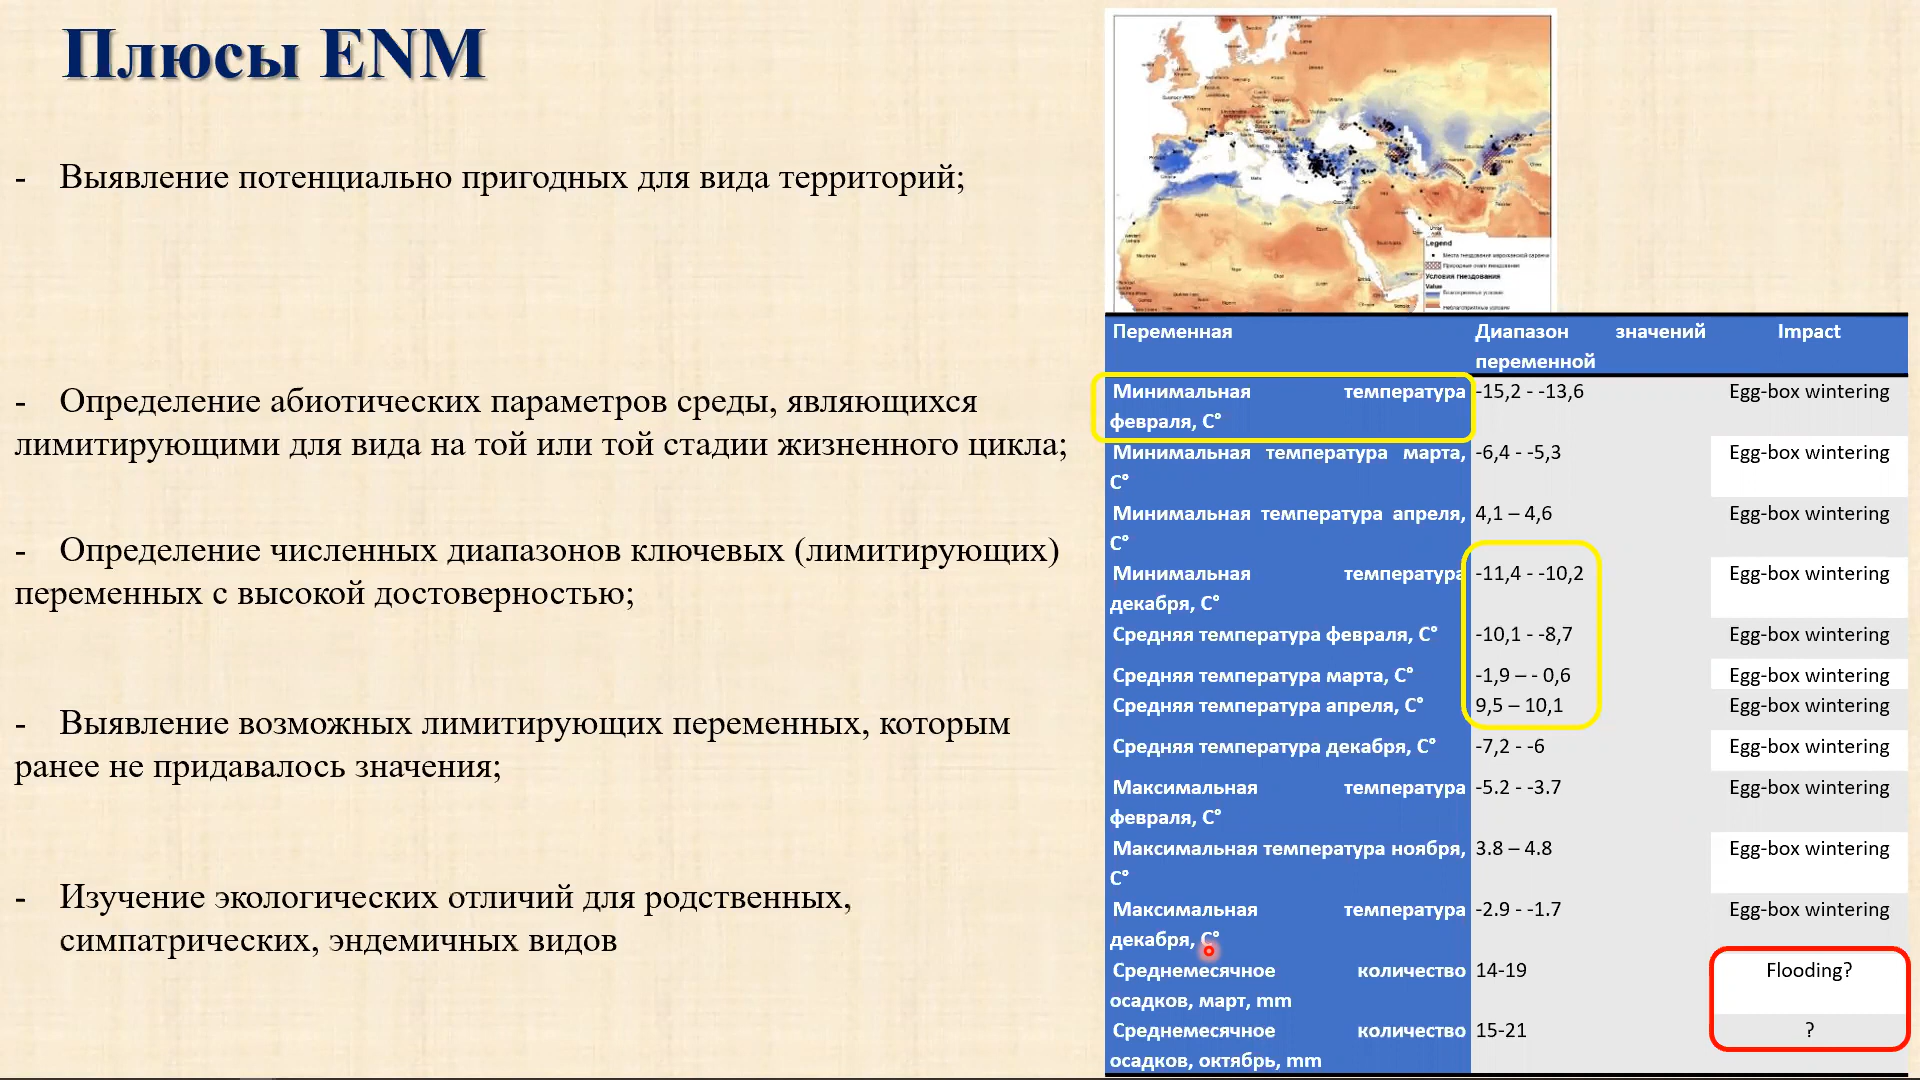 Плюсы ENM
- Выявление потенциально пригодных для вида территорий;
- Определение абиотических параметров среды, являющихся
лимитирующими для вида на той или той стадии жизненного цикла;
- Определение численных диапазонов ключевых (лимитирующих)
переменных с высокой достоверностью;
- Выявление возможных лимитирующих переменных, которым
ранее не придавалось значения;
- Изучение экологических отличий для родственных,
симпатрических, эндемичных видов
Legend
Условия гнездования
Value
Переменная Диапазон значений Impact
переменной
Минимальная температура -15,2 - -13,6 Egg-box wintering
февраля, С°
Минимальная температура марта, -6,4 - -5,3 Egg-box wintering
С°
Минимальная температура апреля, 4,1 – 4,6 Egg-box wintering
С°
Минимальная температура -11,4 - -10,2 Egg-box wintering
декабря, С°
Средняя температура февраля, С° -10,1 - -8,7 Egg-box wintering
Средняя температура марта, С° -1,9 – - 0,6 Egg-box wintering
Средняя температура апреля, С° 9,5 – 10,1 Egg-box wintering
Средняя температура декабря, С° -7,2 - -6 Egg-box wintering
Максимальная температура -5.2 - -3.7 Egg-box wintering
февраля, С°
Максимальная температура ноября, 3.8 – 4.8 Egg-box wintering
С°
Максимальная температура -2.9 - -1.7 Egg-box wintering
декабря, С°
Среднемесячное количество 14-19 Flooding?
осадков, март, mm
Среднемесячное количество 15-21 ?
осадков, октябрь, mm